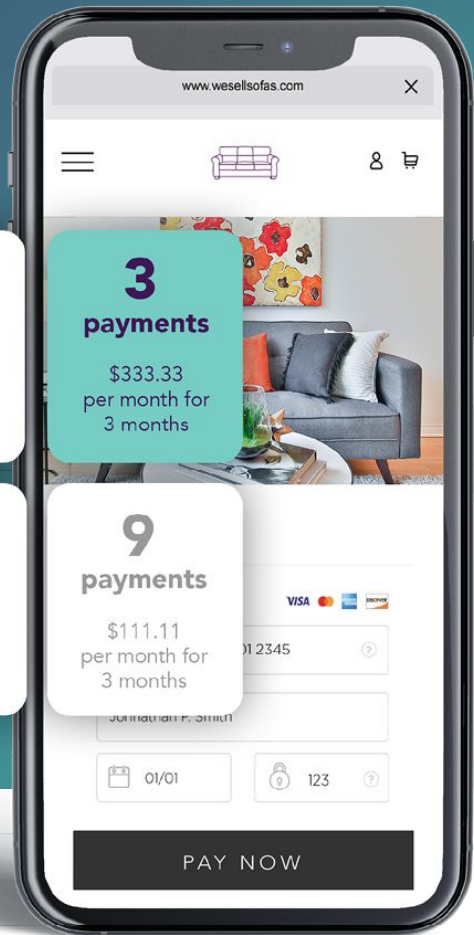 www.wesellsofas.com
3
payments
$333.33
per month for
3 months
9
payments
$111.11
per month for
3 months
VISA
DISCOVER
01 2345
Johnathan P. Smith
01/01
123
PAY NOW